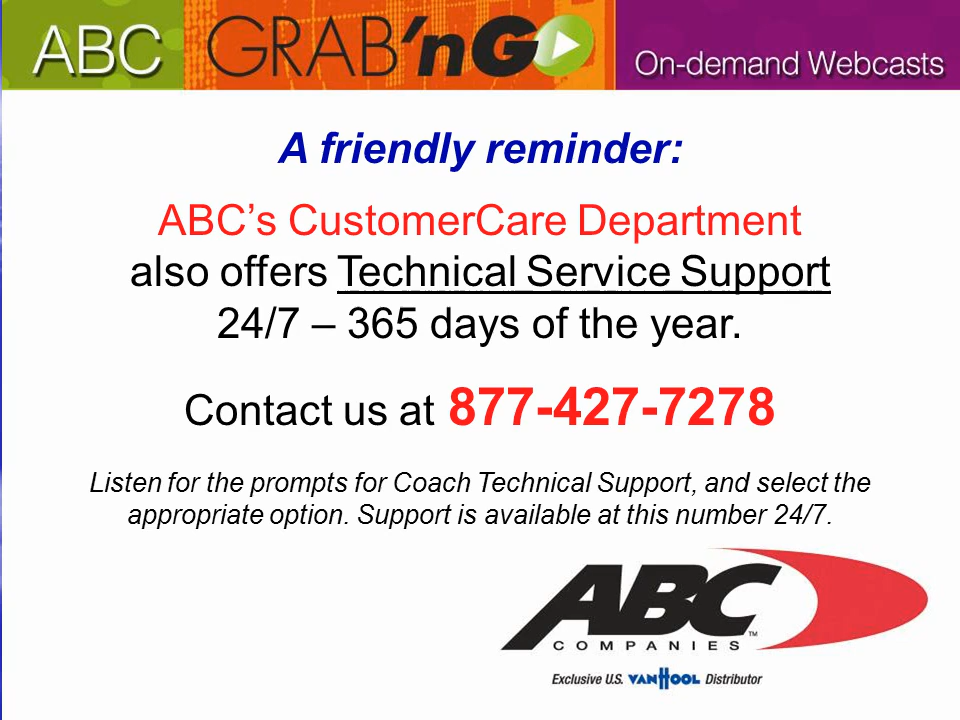 ABC GRAB'nGO On-demand Webcasts
A friendly reminder:
ABC’s CustomerCare Department
also offers Technical Service Support
24/7 – 365 days of the year.
Contact us at 877-427-7278
Listen for the prompts for Coach Technical Support, and select the
appropriate option. Support is available at this number 24/7.
ABC™
COMPANIES
Exclusive U.S. VANHOOL Distributor